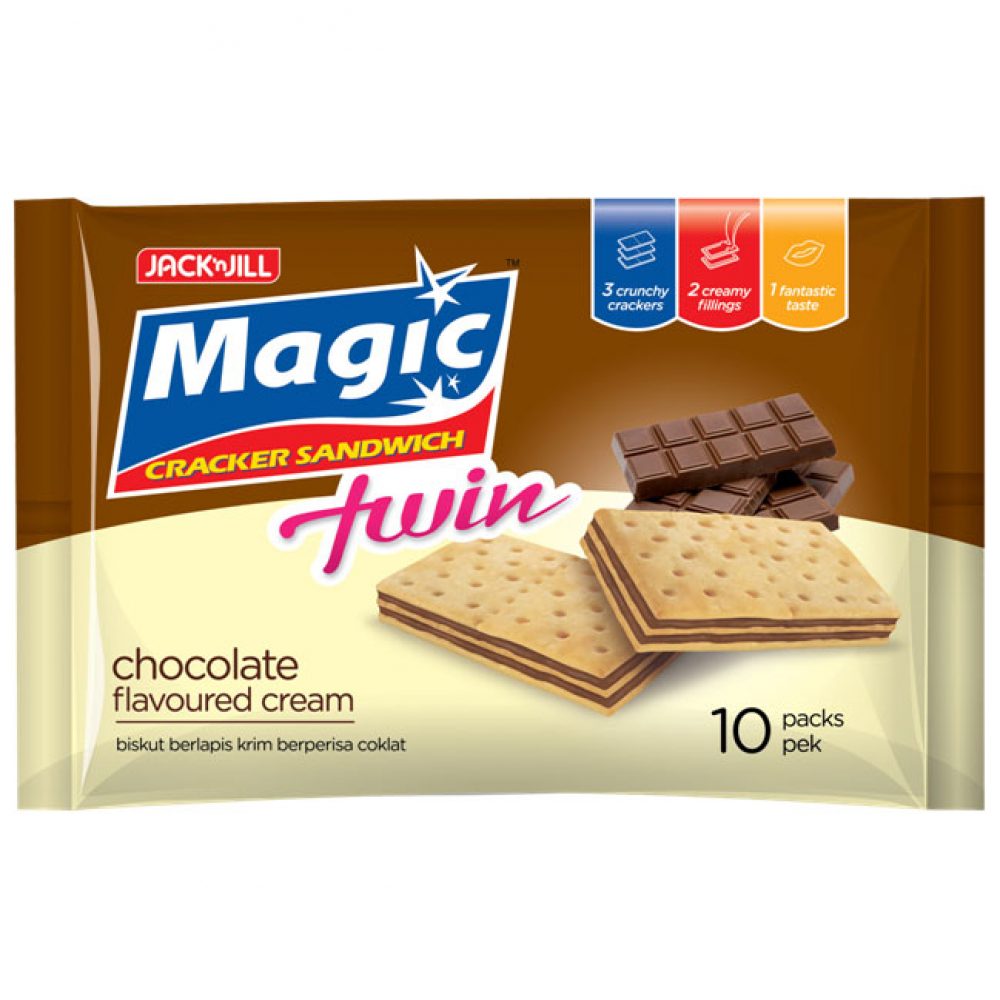 JACK'nJILL
Magic
™
CRACKER SANDWICH
twin
3 crunchy
crackers
2 creamy
fillings
1 fantastic
taste
chocolate
flavoured cream
biskut berlapis krim berperisa coklat
10 packs
pek